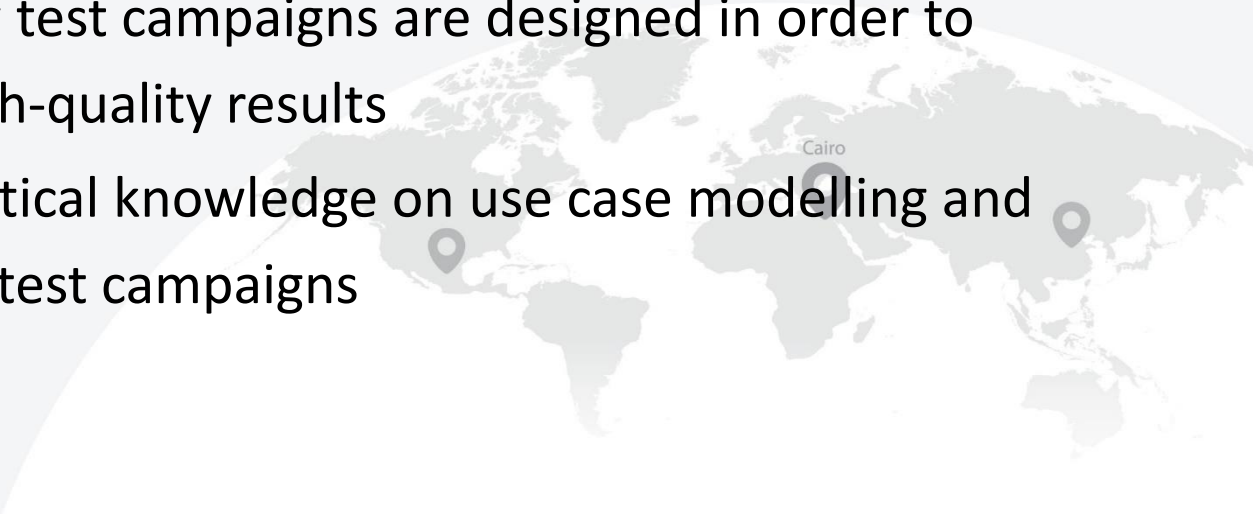 test campaigns are designed in order to
h-quality results
Cairo
tical knowledge on use case modelling and
test campaigns